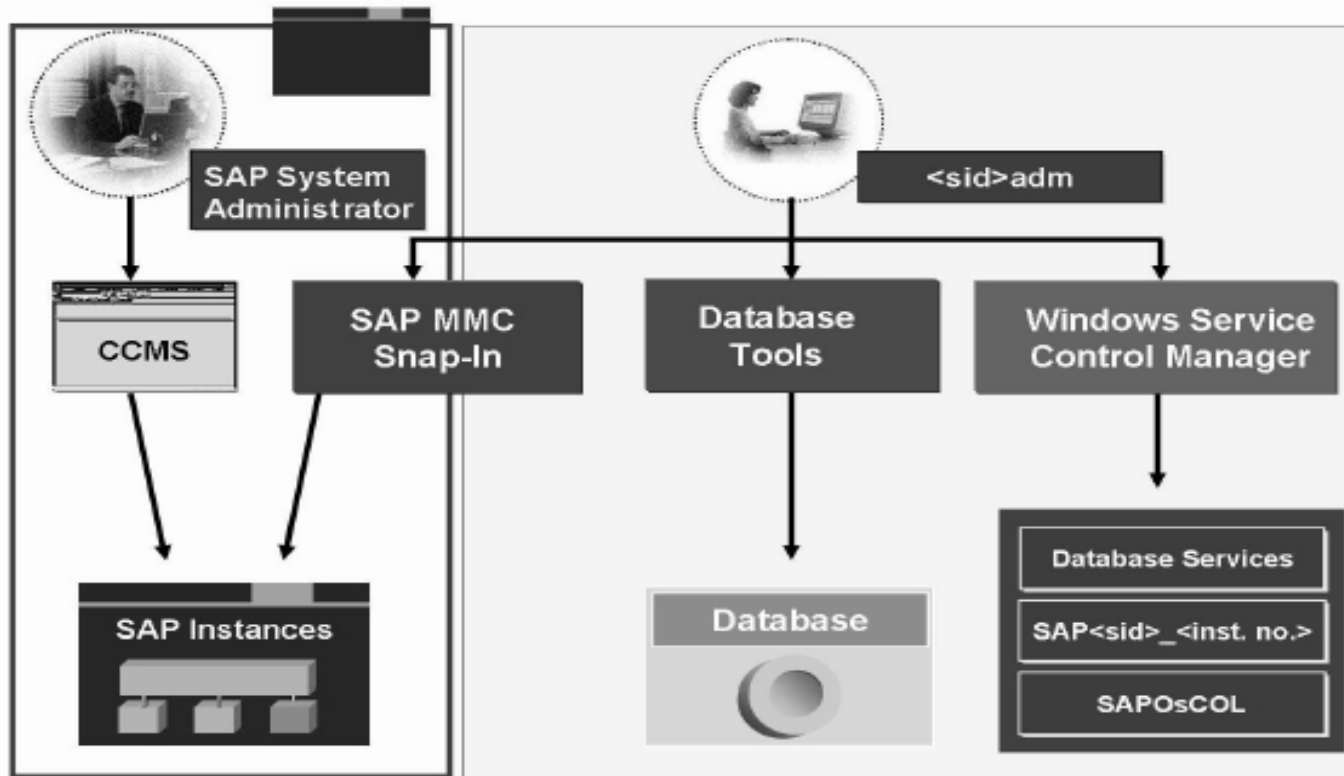 SAP System
Administrator
<sid>adm
CCMS
SAP MMC
Snap-In
Database
Tools
Windows Service
Control Manager
SAP Instances
Database
Database Services
SAP<sid>_<inst. no.>
SAPOsCOL